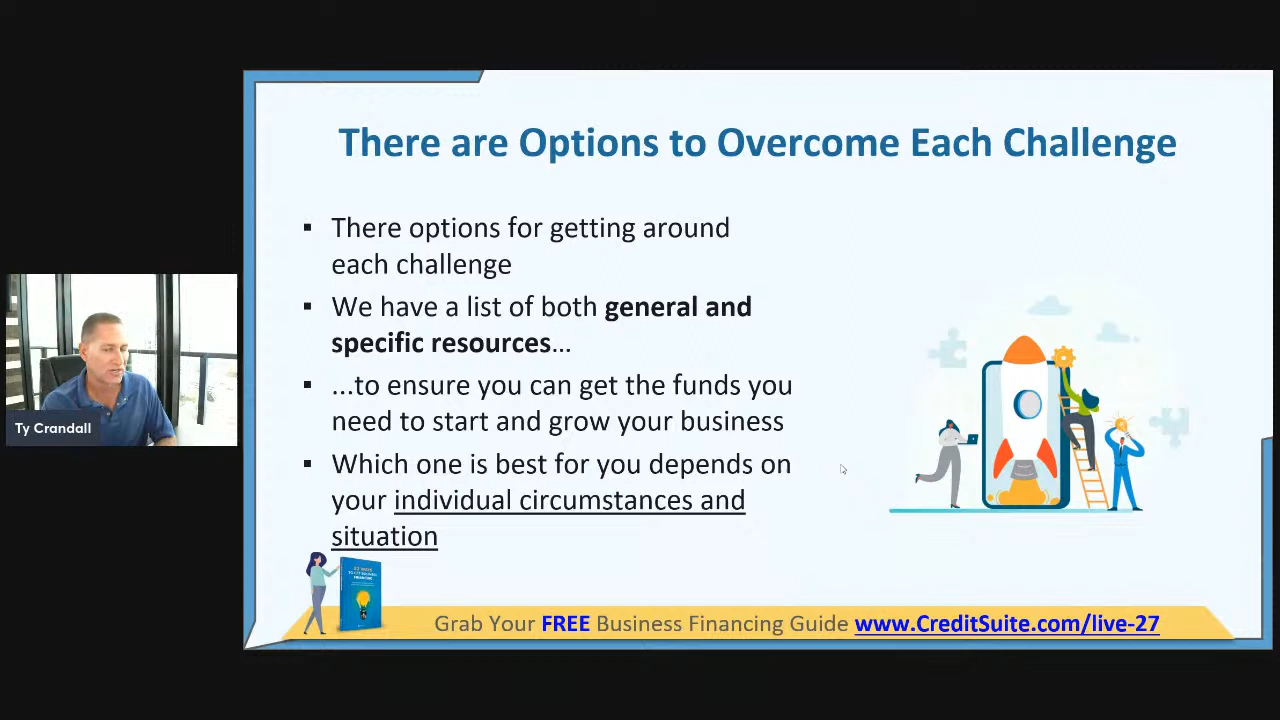 There are Options to Overcome Each Challenge
▪ There options for getting around
each challenge
▪ We have a list of both general and
specific resources...
▪ ...to ensure you can get the funds you
need to start and grow your business
▪ Which one is best for you depends on
your individual circumstances and
situation
Ty Crandall
Grab Your FREE Business Financing Guide www.CreditSuite.com/live-27